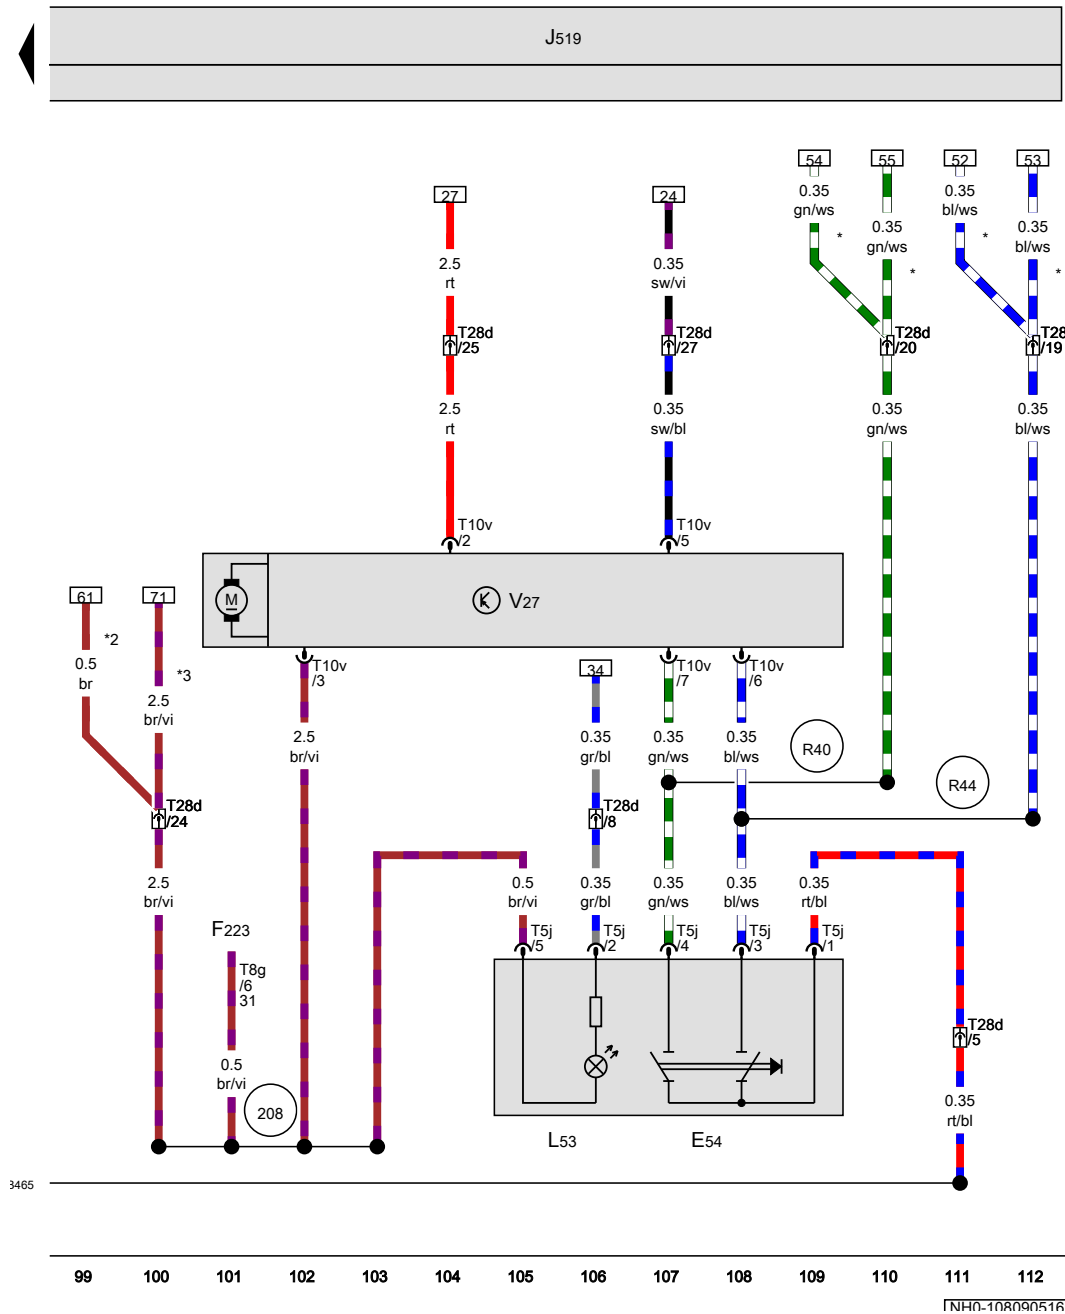 J519
54
55
52
53
27
24
0.35
gn/ws
*
0.35
gn/ws
*
0.35
bl/ws
*
0.35
bl/ws
*
2.5
rt
0.35
sw/vi
T28d
/25
T28d
/27
T28d
/20
T28
/19
2.5
rt
0.35
sw/bl
0.35
gn/ws
0.35
bl/ws
T10v
/2
T10v
/5
M
V27
61
71
*2
0.5
br
*3
2.5
br/vi
T10v
/3
34
T10v
/7
T10v
/6
2.5
br/vi
0.35
gr/bl
0.35
gn/ws
0.35
bl/ws
R40
R44
T28d
/24
T28d
/8
2.5
br/vi
0.5
br/vi
0.35
gr/bl
0.35
gn/ws
0.35
bl/ws
0.35
rt/bl
F223
T8g
/6
31
T5j
/5
T5j
/2
T5j
/4
T5j
/3
T5j
/1
T28d
/5
0.5
br/vi
208
0.35
rt/bl
L53
E54
3465
99 100 101 102 103 104 105 106 107 108 109 110 111 112
NH0-108090516